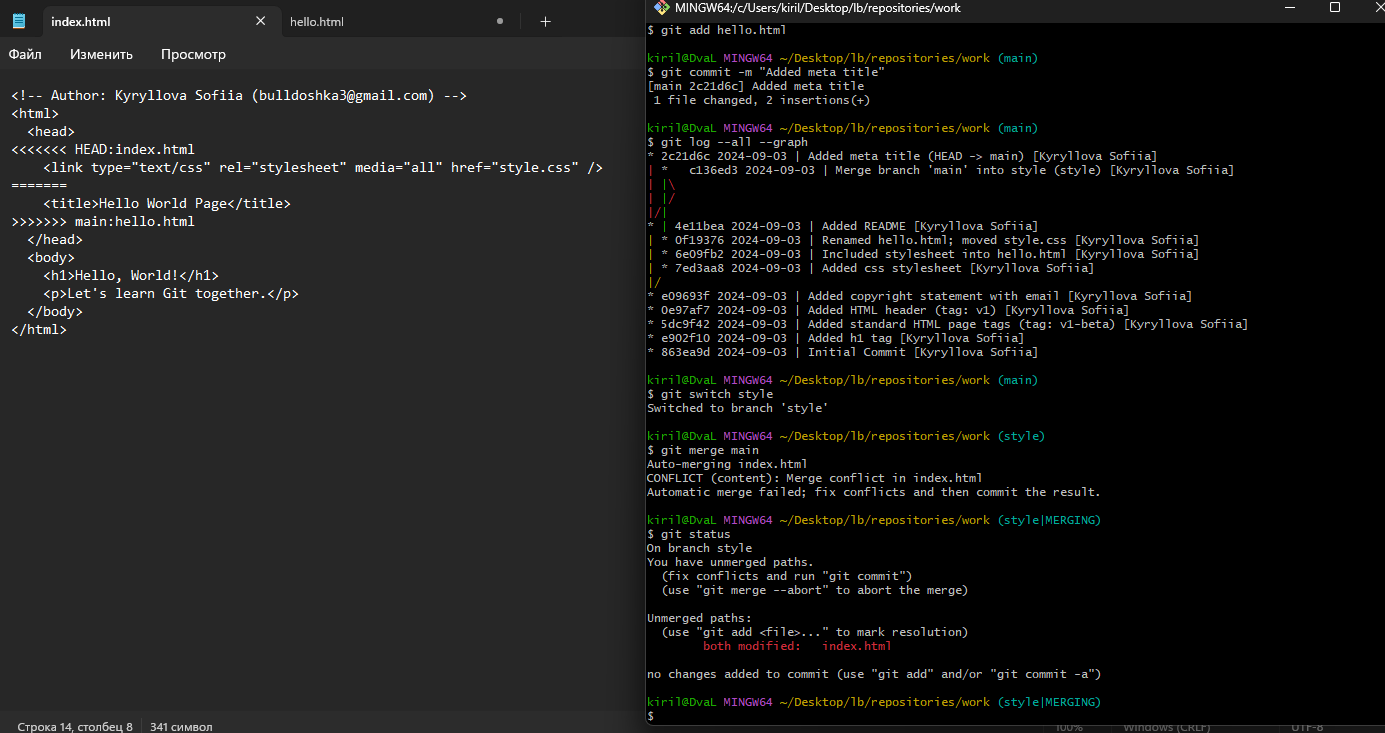 index.html
hello.html
Файл Изменить Просмотр
<!-- Author: Kyryllova Sofiia (bulldoshka3@gmail.com) -->
<html>
  <head>
<<<<<<< HEAD:index.html
    <link type="text/css" rel="stylesheet" media="all" href="style.css" />
=======
    <title>Hello World Page</title>
>>>>>>> main:hello.html
  </head>
  <body>
    <h1>Hello, World!</h1>
    <p>Let's learn Git together.</p>
  </body>
</html>
Строка 14, столбец 8 341 символ
MINGW64:/c/Users/kiril/Desktop/lb/repositories/work
$ git add hello.html
kiril@DvaL MINGW64 ~/Desktop/lb/repositories/work (main)
$ git commit -m "Added meta title"
[main 2c21d6c] Added meta title
 1 file changed, 2 insertions(+)
kiril@DvaL MINGW64 ~/Desktop/lb/repositories/work (main)
$ git log --all --graph
* 2c21d6c 2024-09-03 | Added meta title (HEAD -> main) [Kyryllova Sofiia]
| *   c136ed3 2024-09-03 | Merge branch 'main' into style (style) [Kyryllova Sofiia]
| |\
| |/
|/|
* | 4e11bea 2024-09-03 | Added README [Kyryllova Sofiia]
| * 0f19376 2024-09-03 | Renamed hello.html; moved style.css [Kyryllova Sofiia]
| * 6e09fb2 2024-09-03 | Included stylesheet into hello.html [Kyryllova Sofiia]
| * 7ed3aa8 2024-09-03 | Added css stylesheet [Kyryllova Sofiia]
|/
* e09693f 2024-09-03 | Added copyright statement with email [Kyryllova Sofiia]
* 0e97af7 2024-09-03 | Added HTML header (tag: v1) [Kyryllova Sofiia]
* 5dc9f42 2024-09-03 | Added standard HTML page tags (tag: v1-beta) [Kyryllova Sofiia]
* e902f10 2024-09-03 | Added h1 tag [Kyryllova Sofiia]
* 863ea9d 2024-09-03 | Initial Commit [Kyryllova Sofiia]
kiril@DvaL MINGW64 ~/Desktop/lb/repositories/work (main)
$ git switch style
Switched to branch 'style'
kiril@DvaL MINGW64 ~/Desktop/lb/repositories/work (style)
$ git merge main
Auto-merging index.html
CONFLICT (content): Merge conflict in index.html
Automatic merge failed; fix conflicts and then commit the result.
kiril@DvaL MINGW64 ~/Desktop/lb/repositories/work (style|MERGING)
$ git status
On branch style
You have unmerged paths.
  (fix conflicts and run "git commit")
  (use "git merge --abort" to abort the merge)
Unmerged paths:
  (use "git add <file>..." to mark resolution)
        both modified:   index.html
no changes added to commit (use "git add" and/or "git commit -a")
kiril@DvaL MINGW64 ~/Desktop/lb/repositories/work (style|MERGING)
$
100% Windows (CRLF) UTF-8